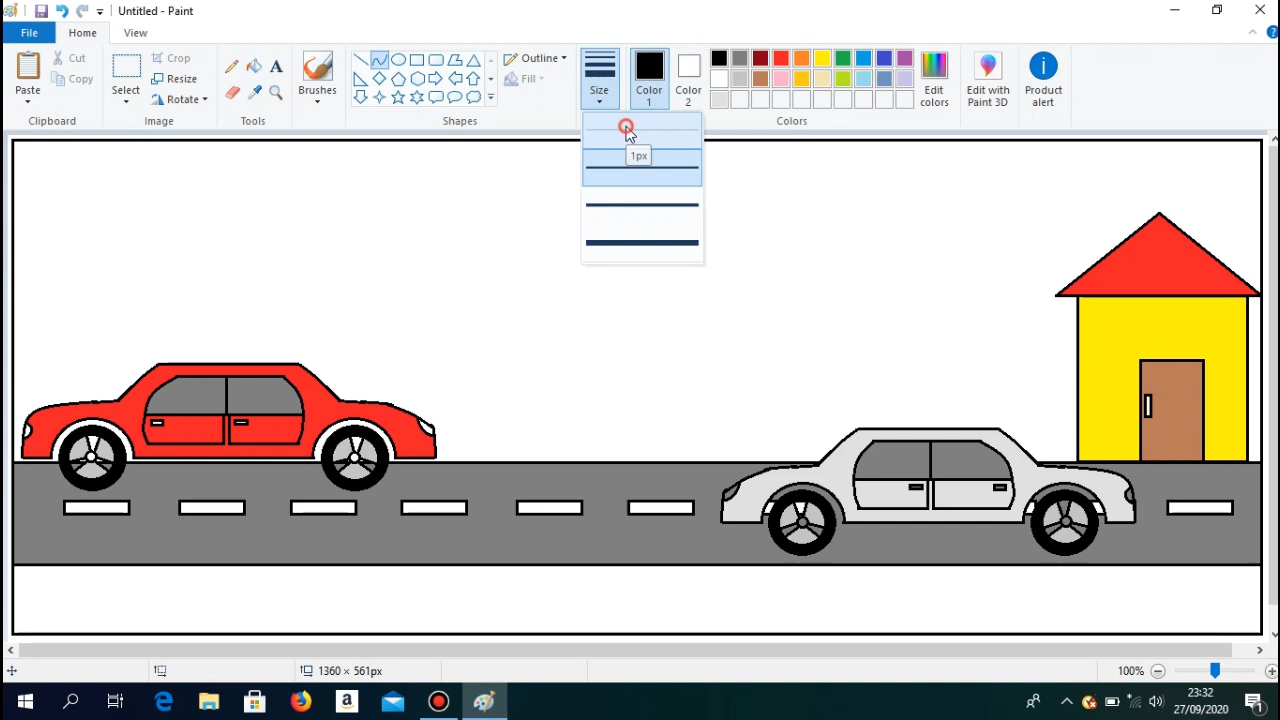 Untitled - Paint
File Home View
Paste
Cut
Copy
Clipboard
Select
Crop
Resize
Rotate
Image
A
Tools
Brushes
Outline
Fill
Shapes
Size
1px
Color 1
Color 2
Edit colors
Colors
Edit with Paint 3D
Product alert
1360 × 561px
100%
23:32
27/09/2020